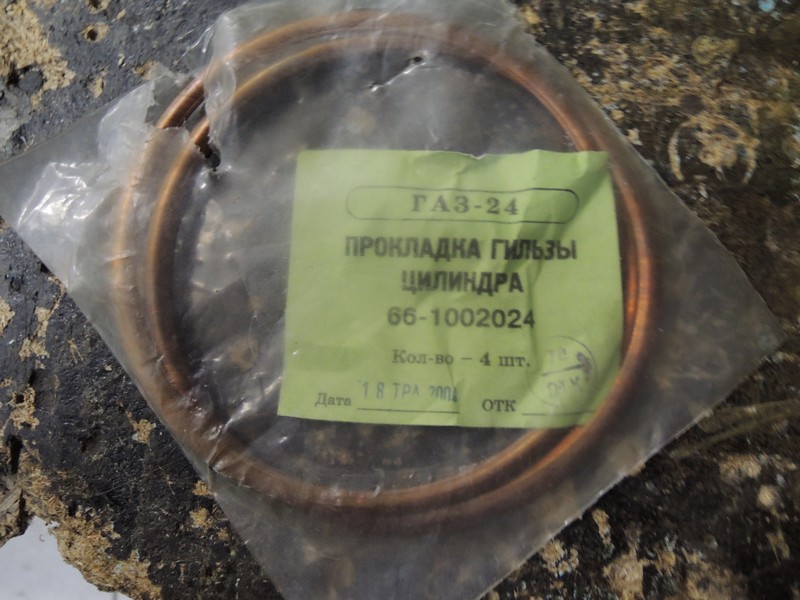 ГАЗ-24
ПРОКЛАДКА ГИЛЬЗЫ
ЦИЛИНДРА
66-1002024
Кол-во – 4 шт.
Дата 18 ТРА ОТК